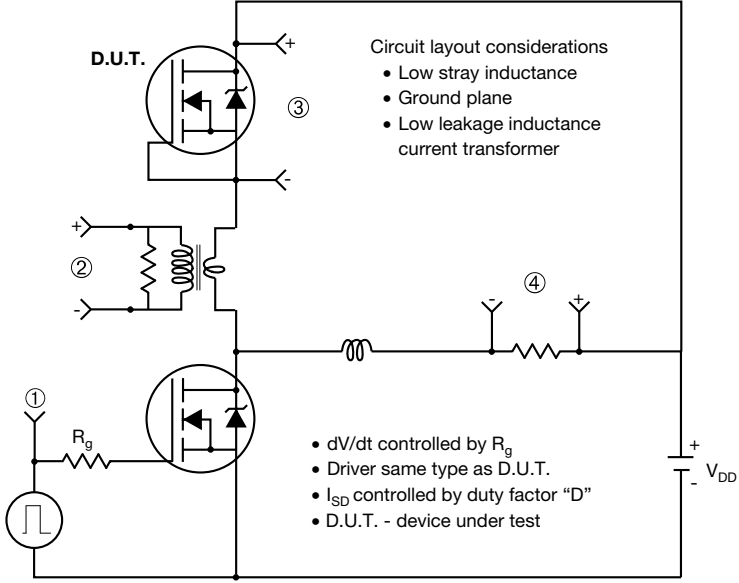 D.U.T.
+
Circuit layout considerations
• Low stray inductance
• Ground plane
• Low leakage inductance
current transformer
③
-
+
②
-
④
-
+
①
R_g
• dV/dt controlled by R_g
• Driver same type as D.U.T.
• I_SD controlled by duty factor “D”
• D.U.T. - device under test
+
V_DD
-